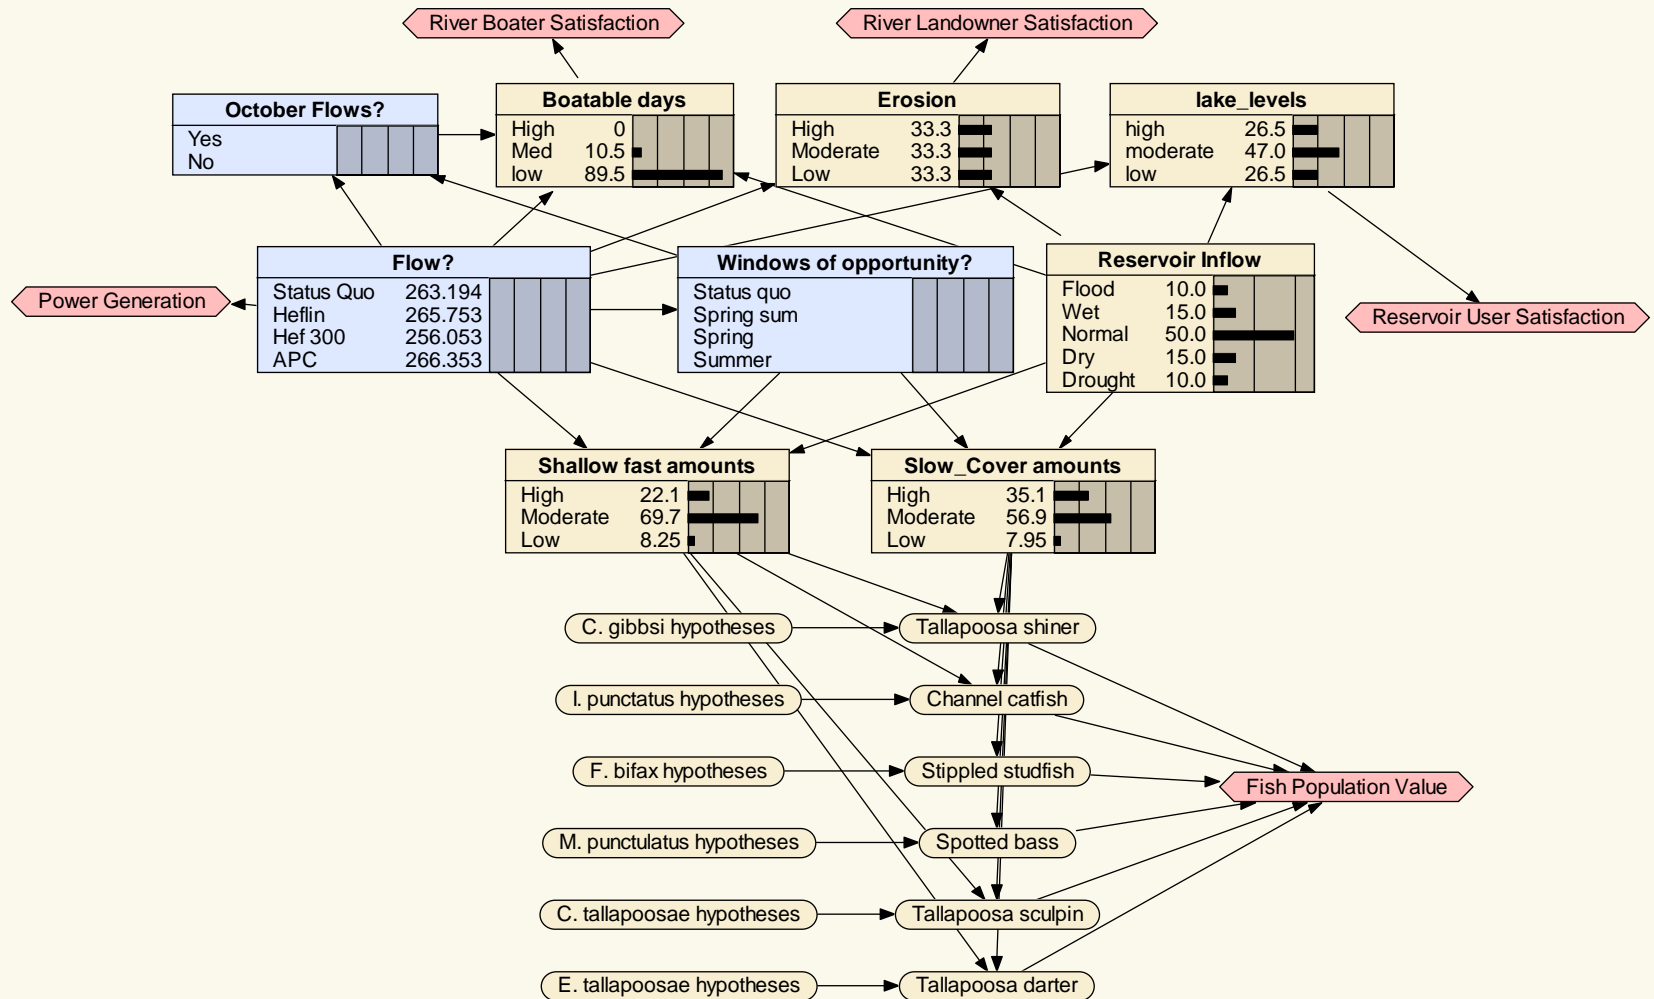 River Boater Satisfaction
River Landowner Satisfaction
October Flows?
Yes
No
Boatable days
High 0
Med 10.5
low 89.5
Erosion
High 33.3
Moderate 33.3
Low 33.3
lake_levels
high 26.5
moderate 47.0
low 26.5
Power Generation
Flow?
Status Quo 263.194
Heflin 265.753
Hef 300 256.053
APC 266.353
Windows of opportunity?
Status quo
Spring sum
Spring
Summer
Reservoir Inflow
Flood 10.0
Wet 15.0
Normal 50.0
Dry 15.0
Drought 10.0
Reservoir User Satisfaction
Shallow fast amounts
High 22.1
Moderate 69.7
Low 8.25
Slow_Cover amounts
High 35.1
Moderate 56.9
Low 7.95
C. gibbsi hypotheses
Tallapoosa shiner
I. punctatus hypotheses
Channel catfish
F. bifax hypotheses
Stippled studfish
Fish Population Value
M. punctulatus hypotheses
Spotted bass
C. tallapoosae hypotheses
Tallapoosa sculpin
E. tallapoosae hypotheses
Tallapoosa darter